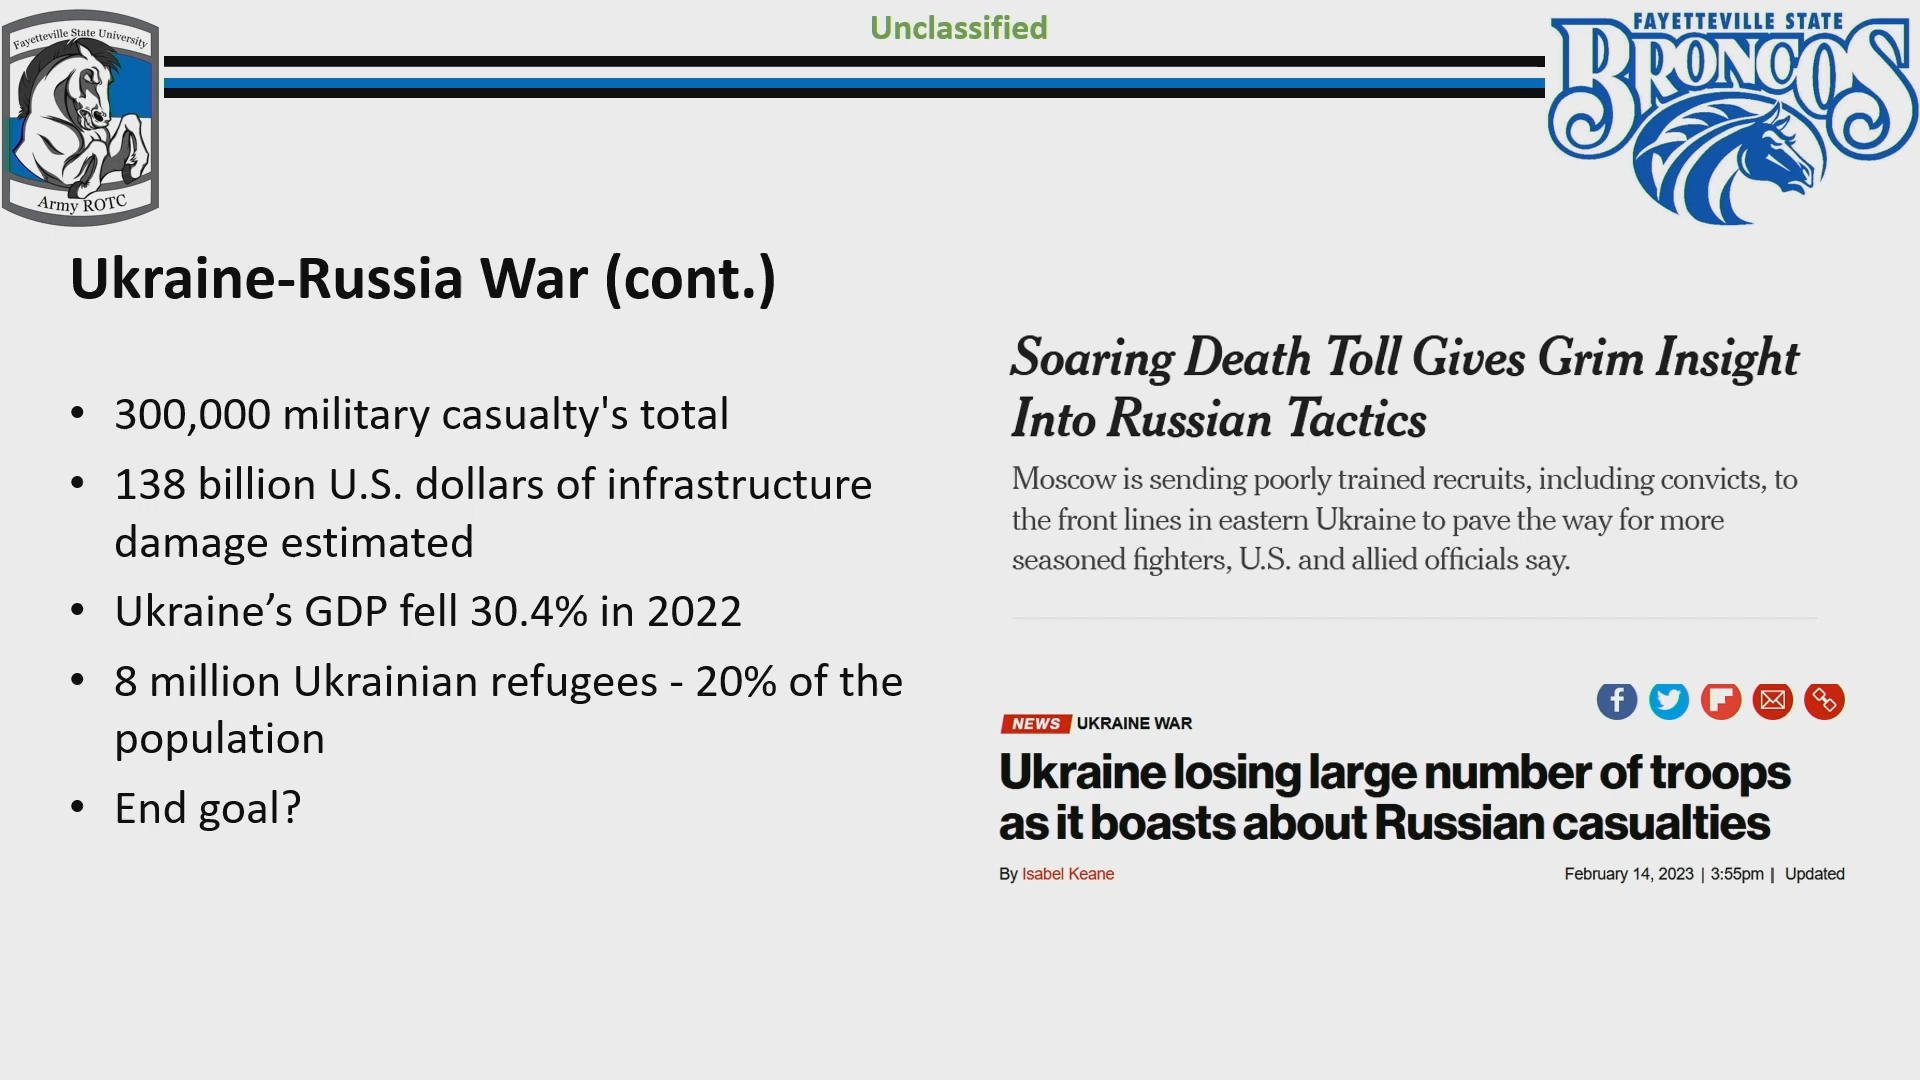 Unclassified
Fayetteville State University
Army ROTC
FAYETTEVILLE STATE
BRONCOS
Ukraine-Russia War (cont.)
• 300,000 military casualty's total
• 138 billion U.S. dollars of infrastructure
damage estimated
• Ukraine’s GDP fell 30.4% in 2022
• 8 million Ukrainian refugees - 20% of the
population
• End goal?
Soaring Death Toll Gives Grim Insight
Into Russian Tactics
Moscow is sending poorly trained recruits, including convicts, to
the front lines in eastern Ukraine to pave the way for more
seasoned fighters, U.S. and allied officials say.
NEWS UKRAINE WAR
Ukraine losing large number of troops
as it boasts about Russian casualties
By Isabel Keane
February 14, 2023 | 3:55pm | Updated